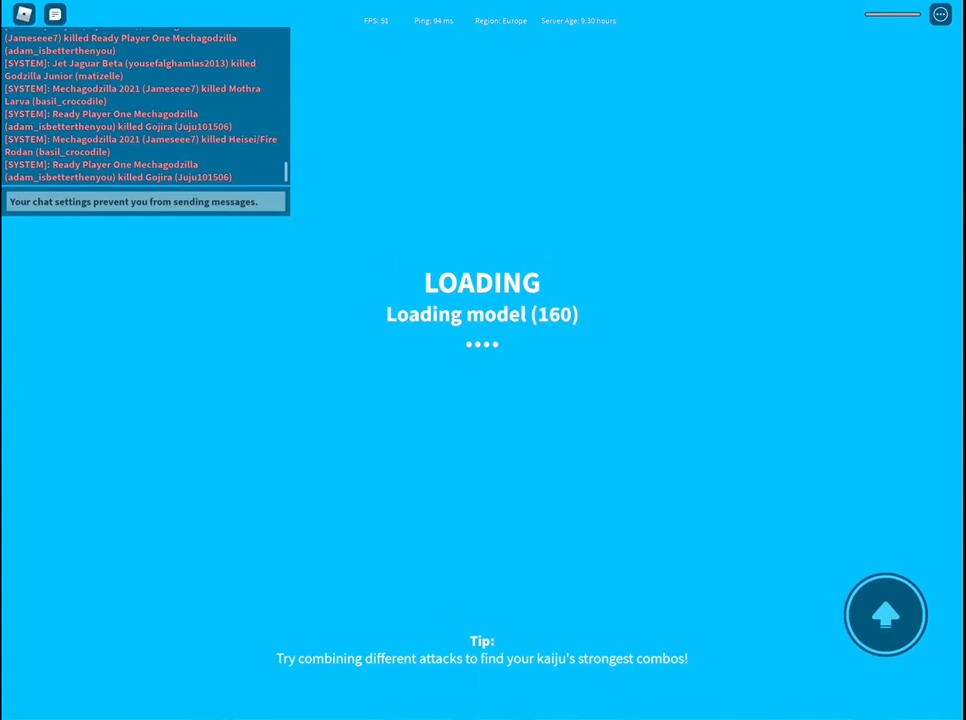 FPS: 51 Ping: 94 ms Region: Europe Server Age: 9:30 hours
(Jameseee7) killed Ready Player One Mechagodzilla
(adam_isbetterthenyou)
[SYSTEM]: Jet Jaguar Beta (yousefalghamlas2013) killed
Godzilla Junior (matizelle)
[SYSTEM]: Mechagodzilla 2021 (Jameseee7) killed Mothra
Larva (basil_crocodile)
[SYSTEM]: Ready Player One Mechagodzilla
(adam_isbetterthenyou) killed Gojira (Juju101506)
[SYSTEM]: Mechagodzilla 2021 (Jameseee7) killed Heisei/Fire
Rodan (basil_crocodile)
[SYSTEM]: Ready Player One Mechagodzilla
(adam_isbetterthenyou) killed Gojira (Juju101506)
Your chat settings prevent you from sending messages.
LOADING
Loading model (160)
Tip:
Try combining different attacks to find your kaiju's strongest combos!